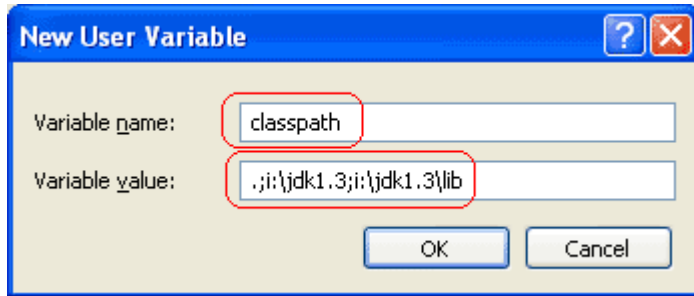 New User Variable
Variable name: classpath
Variable value: .;i:\jdk1.3;i:\jdk1.3\lib
OK Cancel